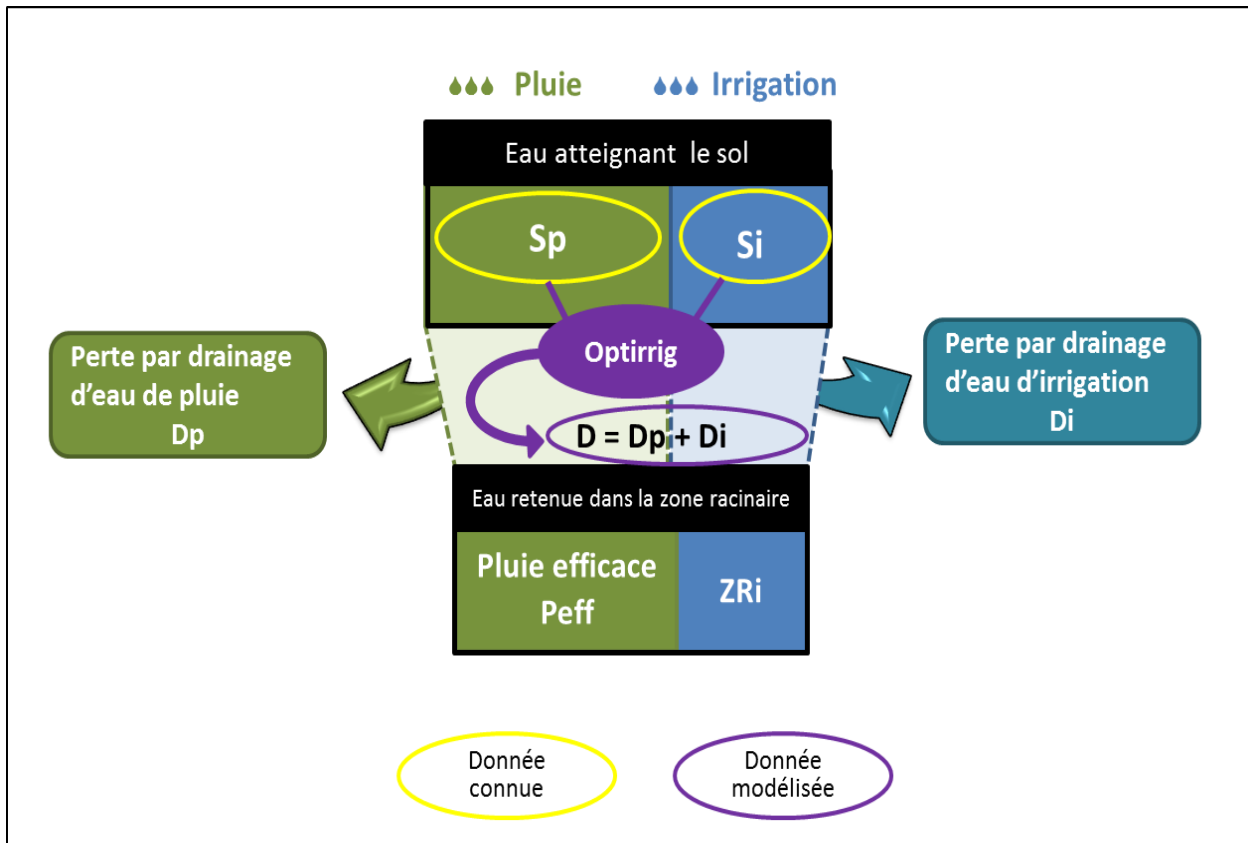 Pluie
Irrigation
Eau atteignant le sol
Sp
Si
Optirrig
Perte par drainage
d'eau de pluie
Dp
Perte par drainage
d'eau d'irrigation
Di
D = Dp + Di
Eau retenue dans la zone racinaire
Pluie efficace
Peff
ZRi
Donnée
connue
Donnée
modélisée